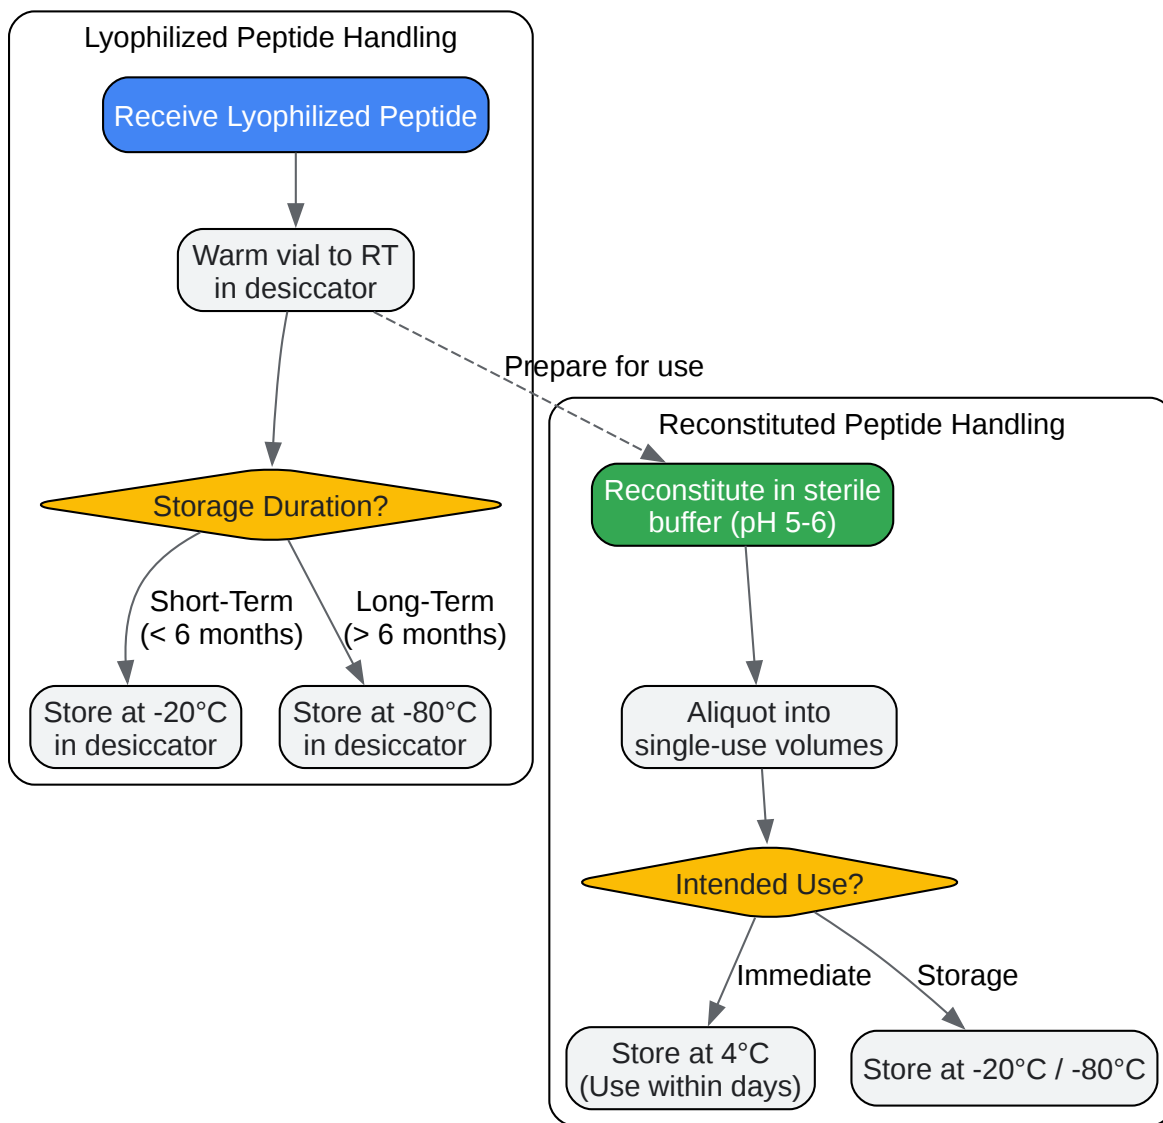 Lyophilized Peptide Handling
Receive Lyophilized Peptide
Warm vial to RT
in desiccator
Prepare for use
Storage Duration?
Short-Term
(< 6 months)
Long-Term
(> 6 months)
Store at -20°C
in desiccator
Store at -80°C
in desiccator
Reconstituted Peptide Handling
Reconstitute in sterile
buffer (pH 5-6)
Aliquot into
single-use volumes
Intended Use?
Immediate
Storage
Store at 4°C
(Use within days)
Store at -20°C / -80°C